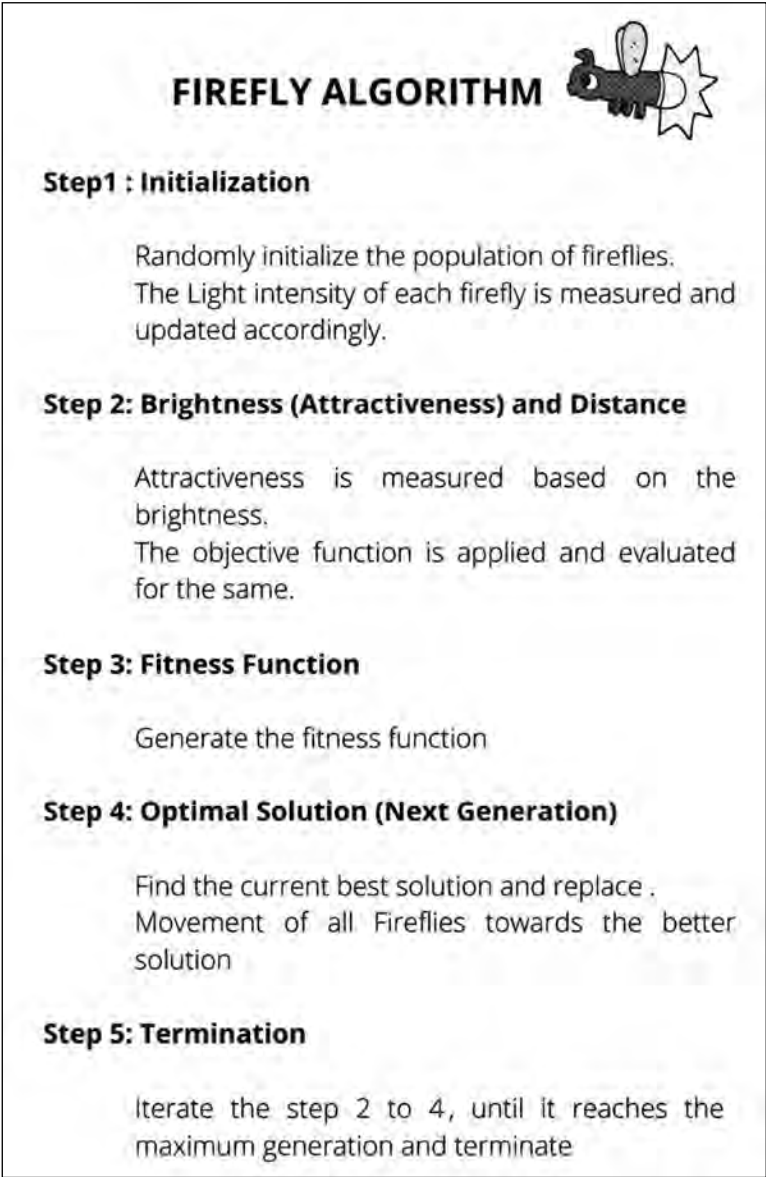 FIREFLY ALGORITHM
Step1 : Initialization
Randomly initialize the population of fireflies.
The Light intensity of each firefly is measured and
updated accordingly.
Step 2: Brightness (Attractiveness) and Distance
Attractiveness is measured based on the
brightness.
The objective function is applied and evaluated
for the same.
Step 3: Fitness Function
Generate the fitness function
Step 4: Optimal Solution (Next Generation)
Find the current best solution and replace .
Movement of all Fireflies towards the better
solution
Step 5: Termination
Iterate the step 2 to 4, until it reaches the
maximum generation and terminate